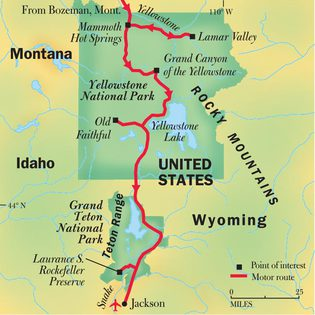 From Bozeman, Mont.
Yellowstone
110° W
Mammoth
Hot Springs
Lamar Valley
Montana
Grand Canyon
of the Yellowstone
Yellowstone
National Park
ROCKY MOUNTAINS
Old
Faithful
Yellowstone
Lake
Idaho
UNITED
STATES
44° N
Grand
Teton
National
Park
Teton Range
Wyoming
Laurance S.
Rockefeller
Preserve
Snake
Jackson
Point of interest
Motor route
0
25
MILES